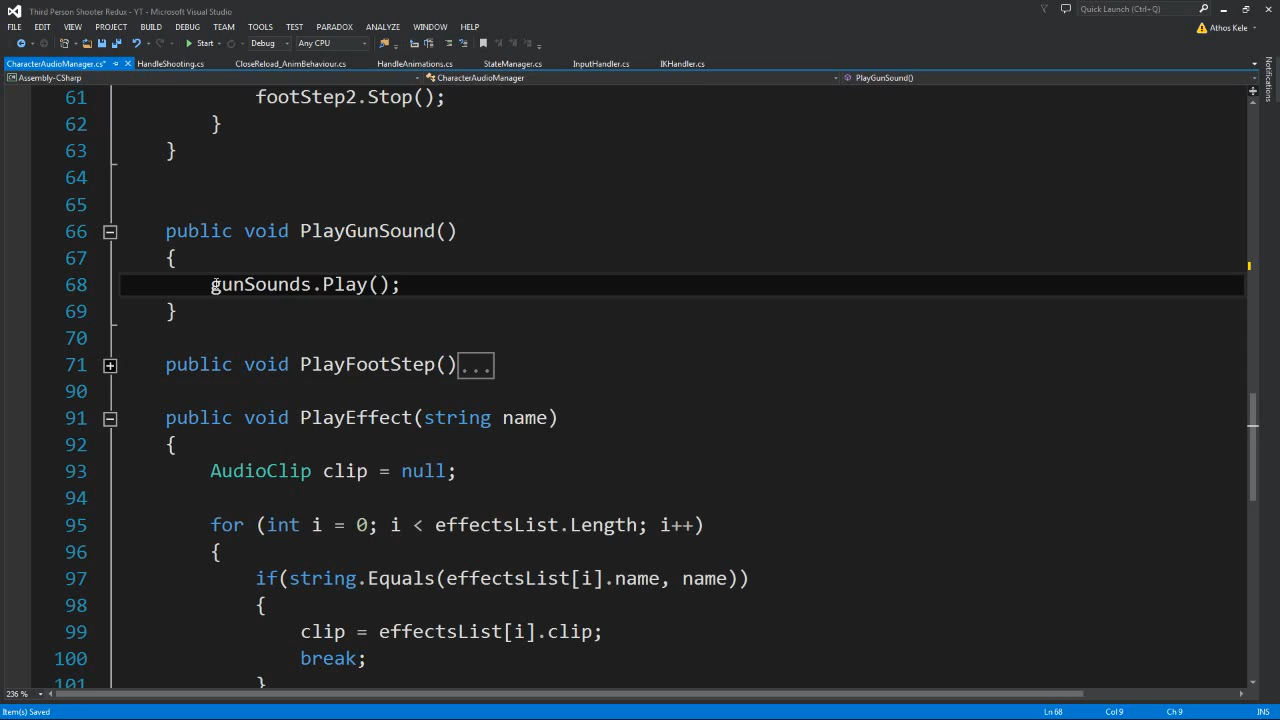 Third Person Shooter Redux - YT - Microsoft Visual Studio
Quick Launch (Ctrl+Q)
FILE EDIT VIEW PROJECT BUILD DEBUG TEAM TOOLS TEST PARADOX ANALYZE WINDOW HELP
Athos Kele
Start Debug Any CPU
CharacterAudioManager.cs* HandleShooting.cs CloseReload_AnimBehaviour.cs HandleAnimations.cs StateManager.cs InputHandler.cs IKHandler.cs
Assembly-CSharp CharacterAudioManager PlayGunSound()
Notifications
61 footStep2.Stop();
62 }
63 }
64
65
66 public void PlayGunSound()
67 {
68 gunSounds.Play();
69 }
70
71 public void PlayFootStep()...
90
91 public void PlayEffect(string name)
92 {
93 AudioClip clip = null;
94
95 for (int i = 0; i < effectsList.Length; i++)
96 {
97 if(string.Equals(effectsList[i].name, name))
98 {
99 clip = effectsList[i].clip;
100 break;
101 }
236 %
Item(s) Saved Ln 68 Col 9 Ch 9 INS